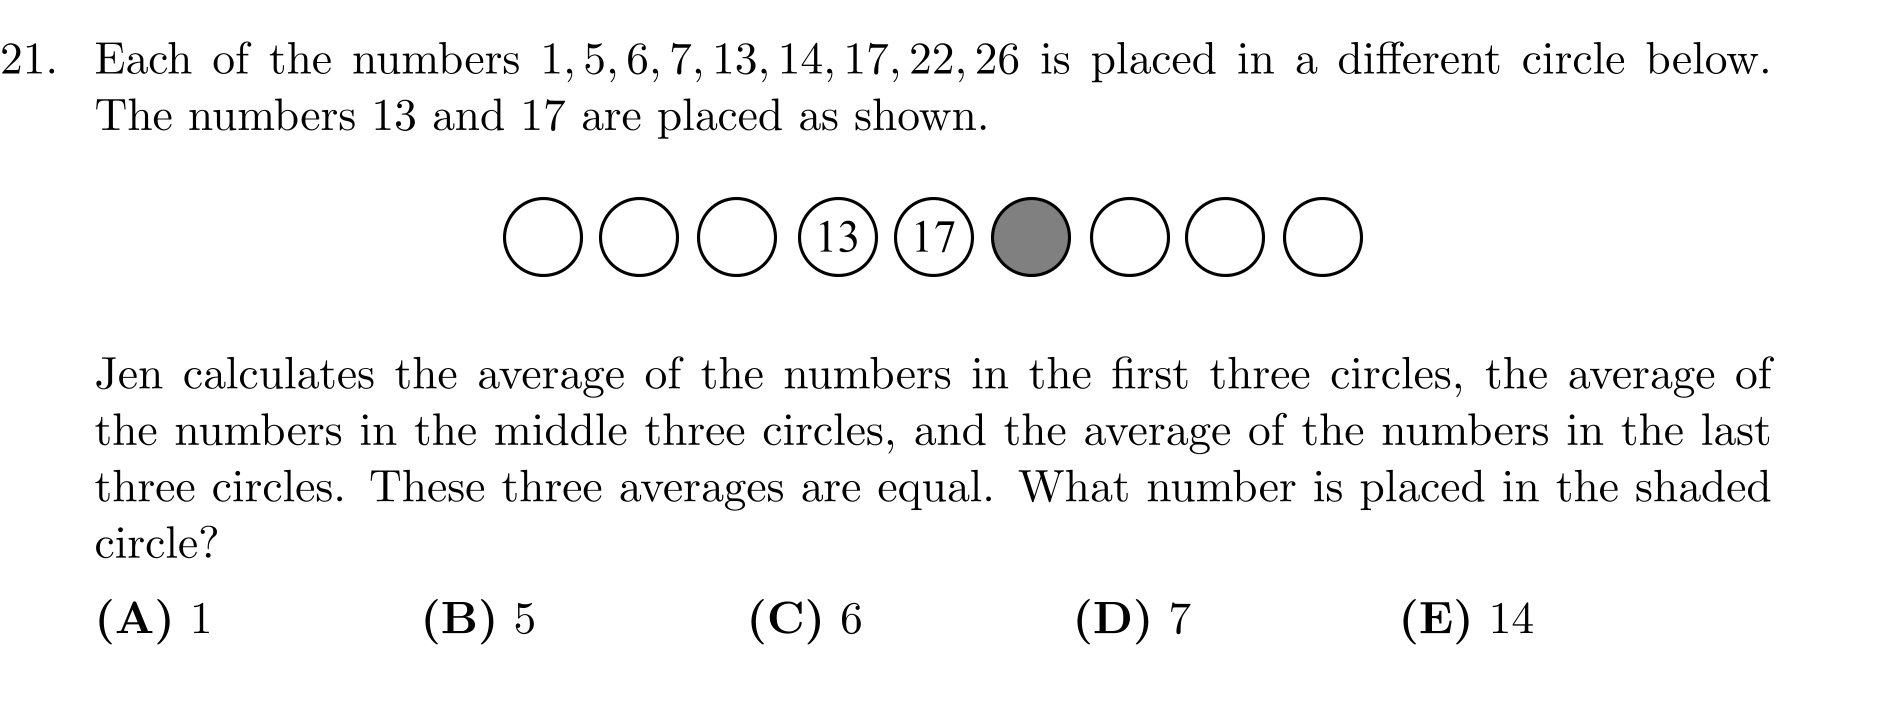 21. Each of the numbers 1, 5, 6, 7, 13, 14, 17, 22, 26 is placed in a different circle below.
The numbers 13 and 17 are placed as shown.
13 17
Jen calculates the average of the numbers in the first three circles, the average of
the numbers in the middle three circles, and the average of the numbers in the last
three circles. These three averages are equal. What number is placed in the shaded
circle?
(A) 1 (B) 5 (C) 6 (D) 7 (E) 14